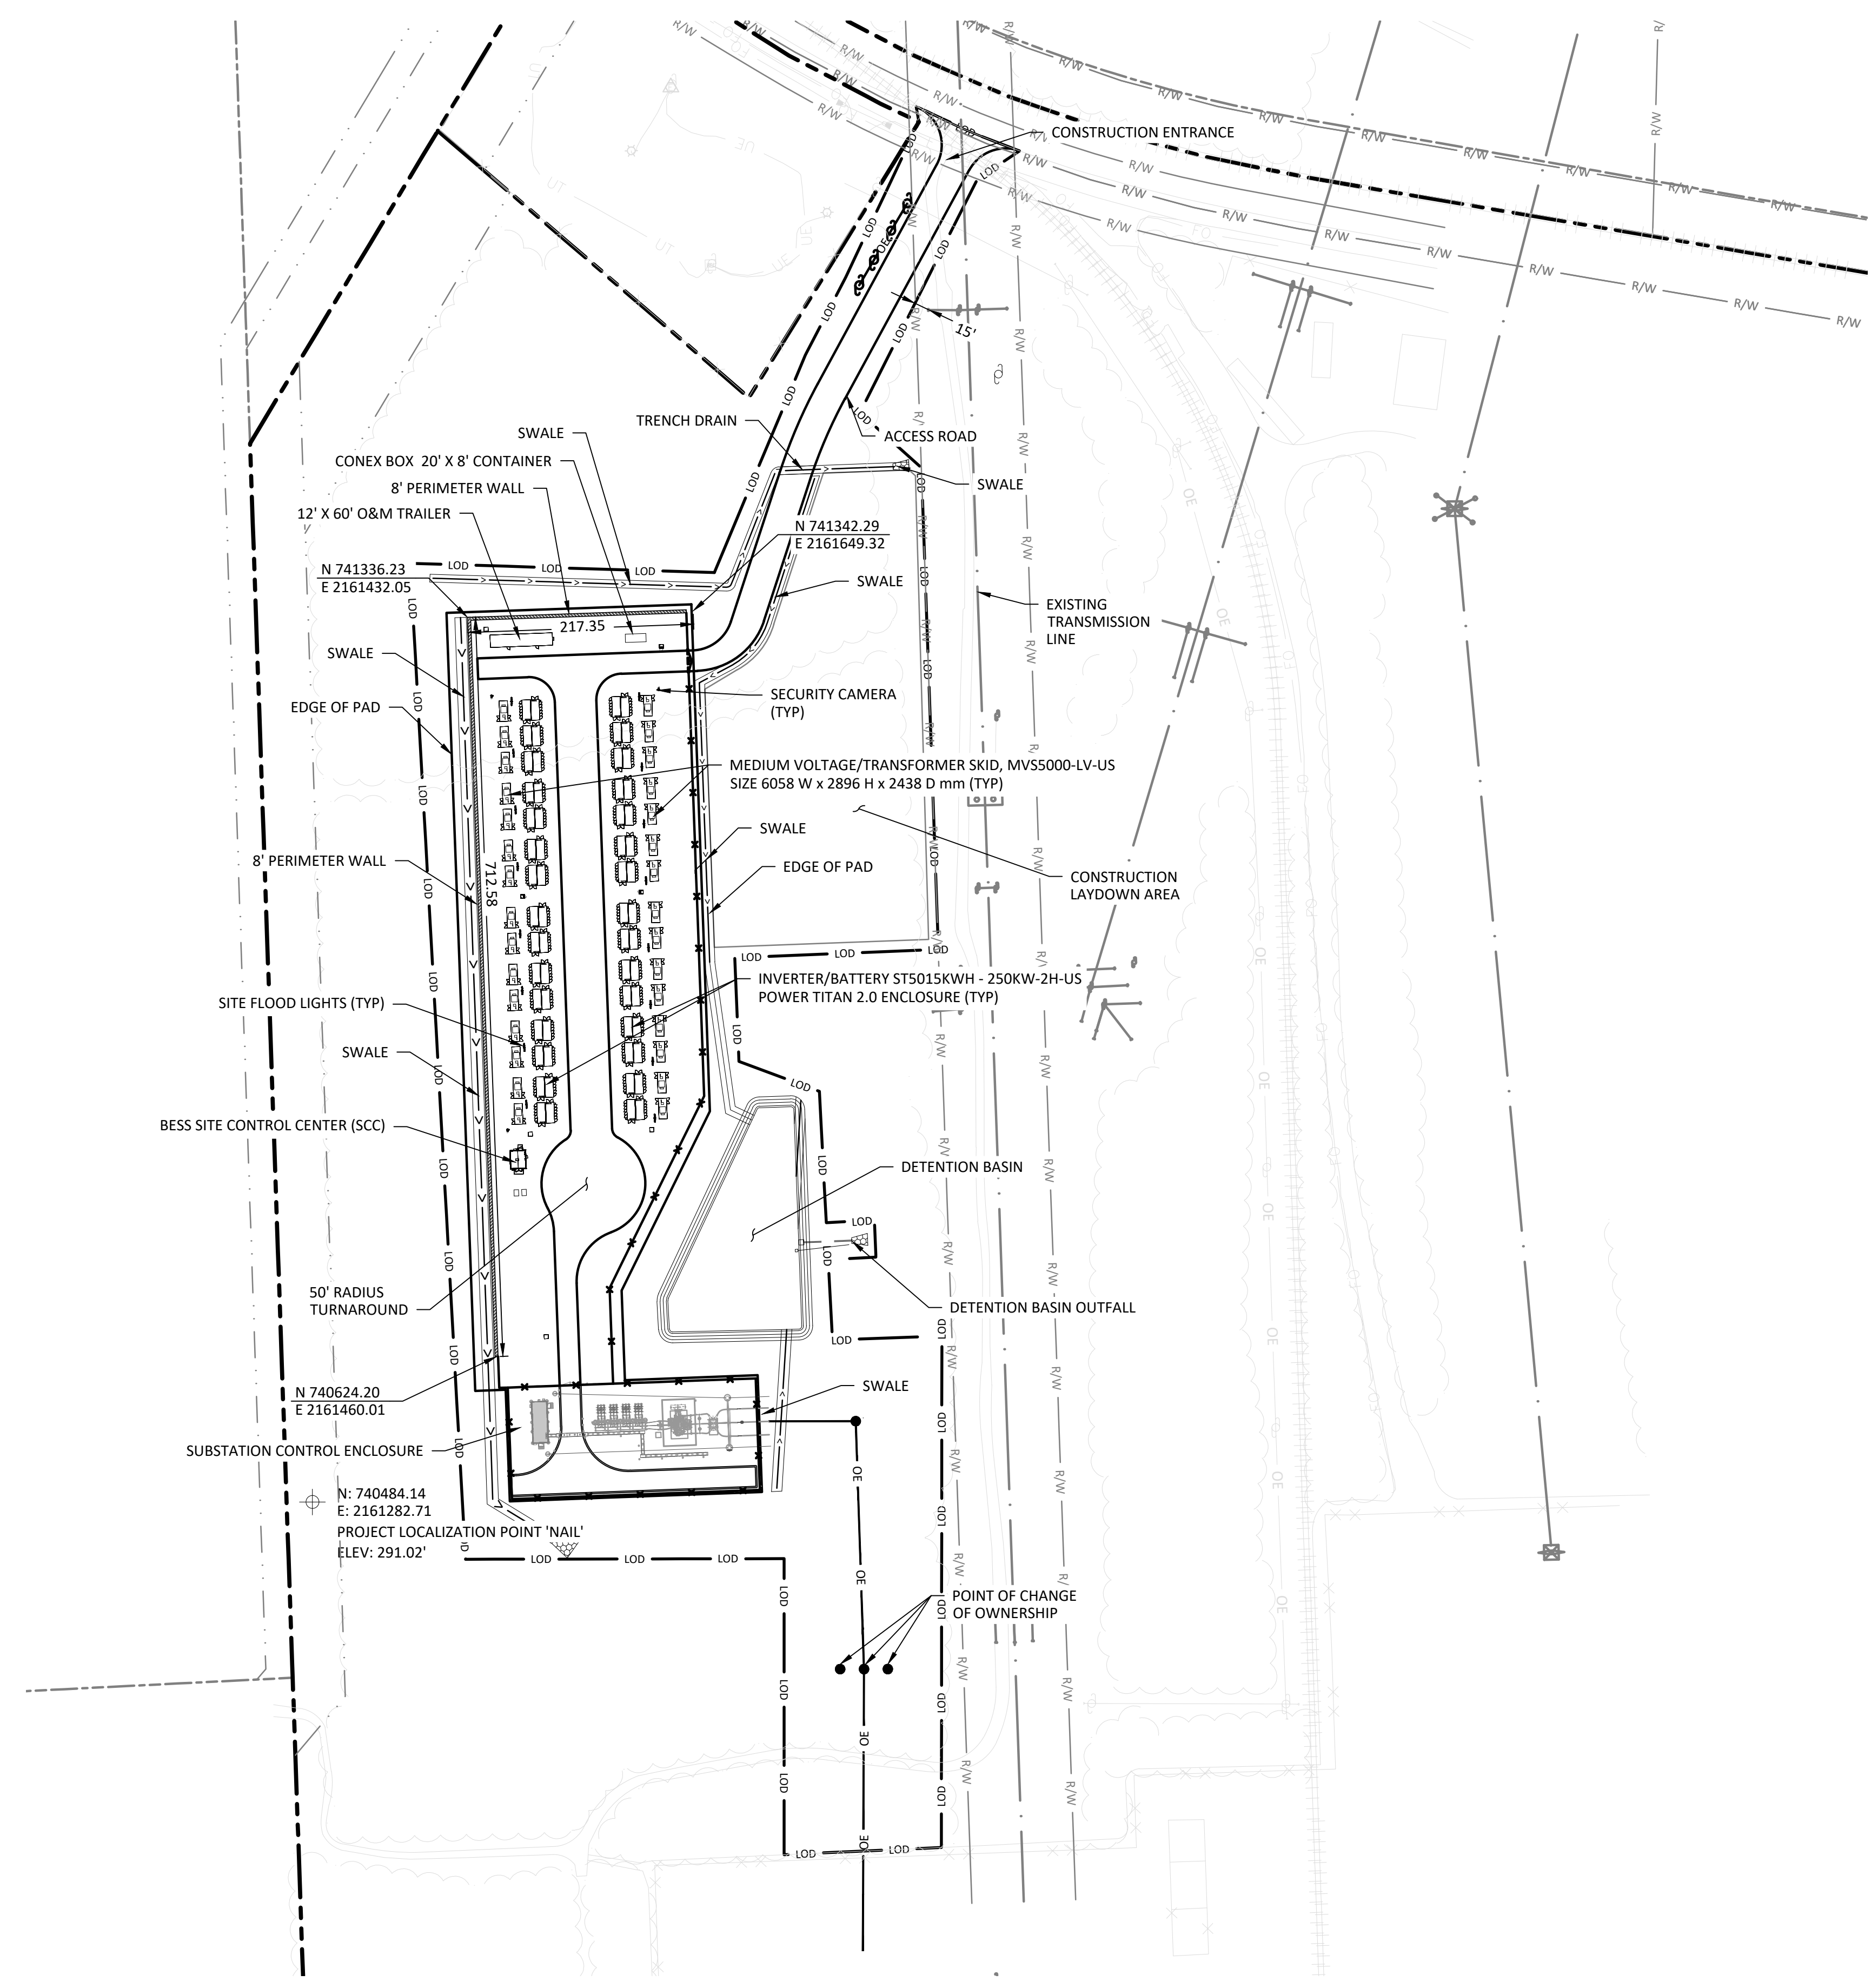 CONSTRUCTION ENTRANCE
15'
TRENCH DRAIN
ACCESS ROAD
SWALE
CONEX BOX 20' X 8' CONTAINER
8' PERIMETER WALL
SWALE
12' X 60' O&M TRAILER
N 741342.29
E 2161649.32
N 741336.23
E 2161432.05
SWALE
EXISTING
TRANSMISSION
LINE
217.35
SWALE
EDGE OF PAD
SECURITY CAMERA
(TYP)
MEDIUM VOLTAGE/TRANSFORMER SKID, MVS5000-LV-US
SIZE 6058 W x 2896 H x 2438 D mm (TYP)
SWALE
8' PERIMETER WALL
712.58
EDGE OF PAD
CONSTRUCTION
LAYDOWN AREA
INVERTER/BATTERY ST5015KWH - 250KW-2H-US
POWER TITAN 2.0 ENCLOSURE (TYP)
SITE FLOOD LIGHTS (TYP)
SWALE
BESS SITE CONTROL CENTER (SCC)
DETENTION BASIN
50' RADIUS
TURNAROUND
DETENTION BASIN OUTFALL
N 740624.20
E 2161460.01
SWALE
SUBSTATION CONTROL ENCLOSURE
N: 740484.14
E: 2161282.71
PROJECT LOCALIZATION POINT 'NAIL'
ELEV: 291.02'
POINT OF CHANGE
OF OWNERSHIP
LOD
R/W
OE
UT
UE
FO